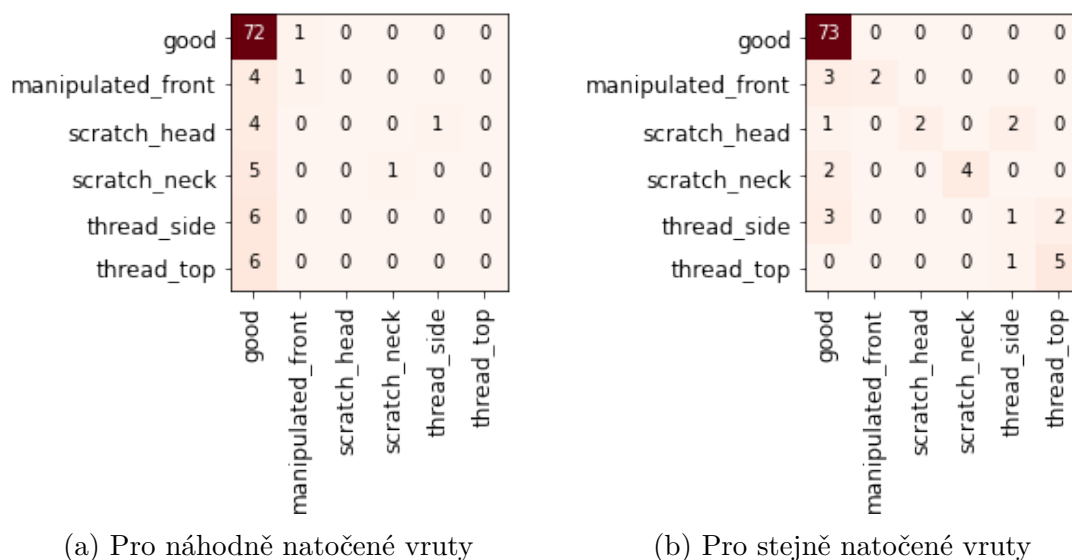 good 72 1 0 0 0 0
manipulated_front 4 1 0 0 0 0
scratch_head 4 0 0 0 1 0
scratch_neck 5 0 0 1 0 0
thread_side 6 0 0 0 0 0
thread_top 6 0 0 0 0 0
good
manipulated_front
scratch_head
scratch_neck
thread_side
thread_top
(a) Pro náhodně natočené vruty
good 73 0 0 0 0 0
manipulated_front 3 2 0 0 0 0
scratch_head 1 0 2 0 2 0
scratch_neck 2 0 0 4 0 0
thread_side 3 0 0 0 1 2
thread_top 0 0 0 0 1 5
good
manipulated_front
scratch_head
scratch_neck
thread_side
thread_top
(b) Pro stejně natočené vruty